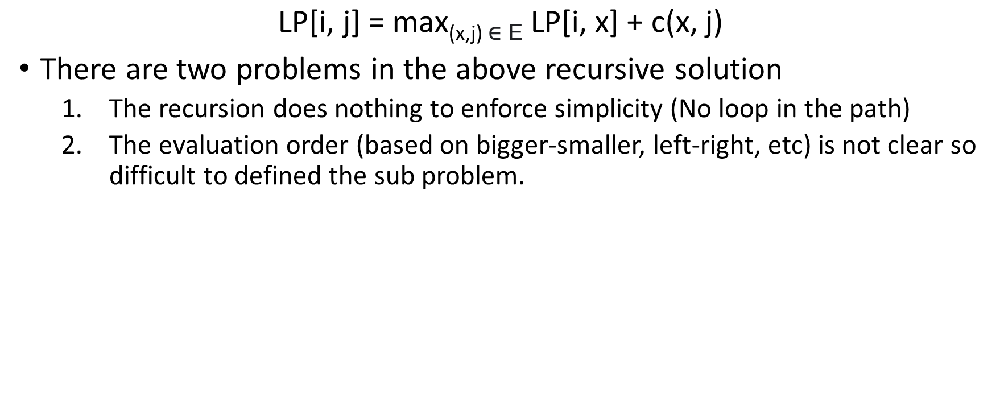 LP[i, j] = max(x,j) ∈ E LP[i, x] + c(x, j)
• There are two problems in the above recursive solution
1. The recursion does nothing to enforce simplicity (No loop in the path)
2. The evaluation order (based on bigger-smaller, left-right, etc) is not clear so
difficult to defined the sub problem.